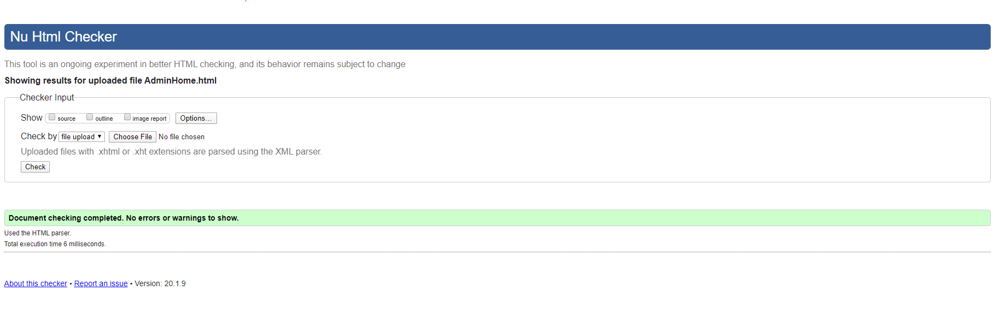 Nu Html Checker
This tool is an ongoing experiment in better HTML checking, and its behavior remains subject to change
Showing results for uploaded file AdminHome.html
Checker Input
Show source outline image report Options...
Check by file upload Choose File No file chosen
Uploaded files with .xhtml or .xht extensions are parsed using the XML parser.
Check
Document checking completed. No errors or warnings to show.
Used the HTML parser.
Total execution time 6 milliseconds.
About this checker • Report an issue • Version: 20.1.9